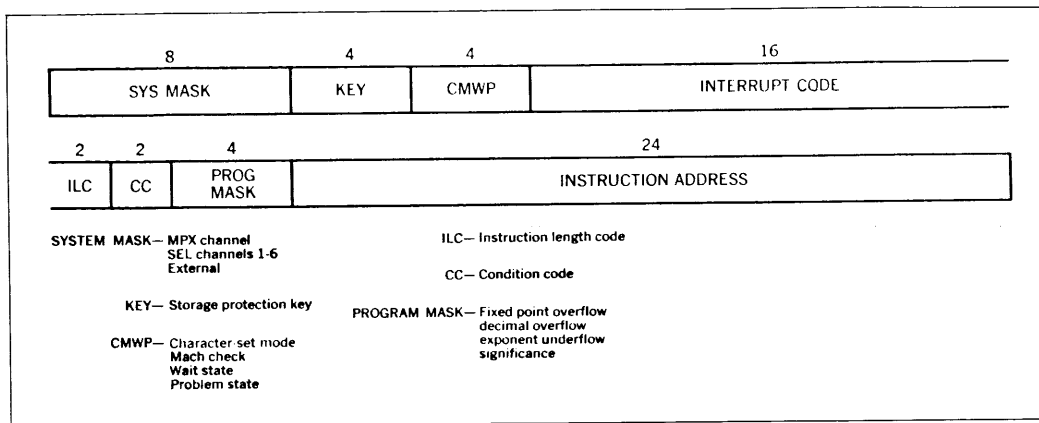 8 4 4 16
SYS MASK KEY CMWP INTERRUPT CODE
2 2 4 24
ILC CC PROG MASK INSTRUCTION ADDRESS
SYSTEM MASK— MPX channel
SEL channels 1-6
External
KEY— Storage protection key
CMWP— Character set mode
Mach check
Wait state
Problem state
ILC— Instruction length code
CC— Condition code
PROGRAM MASK— Fixed point overflow
decimal overflow
exponent underflow
significance